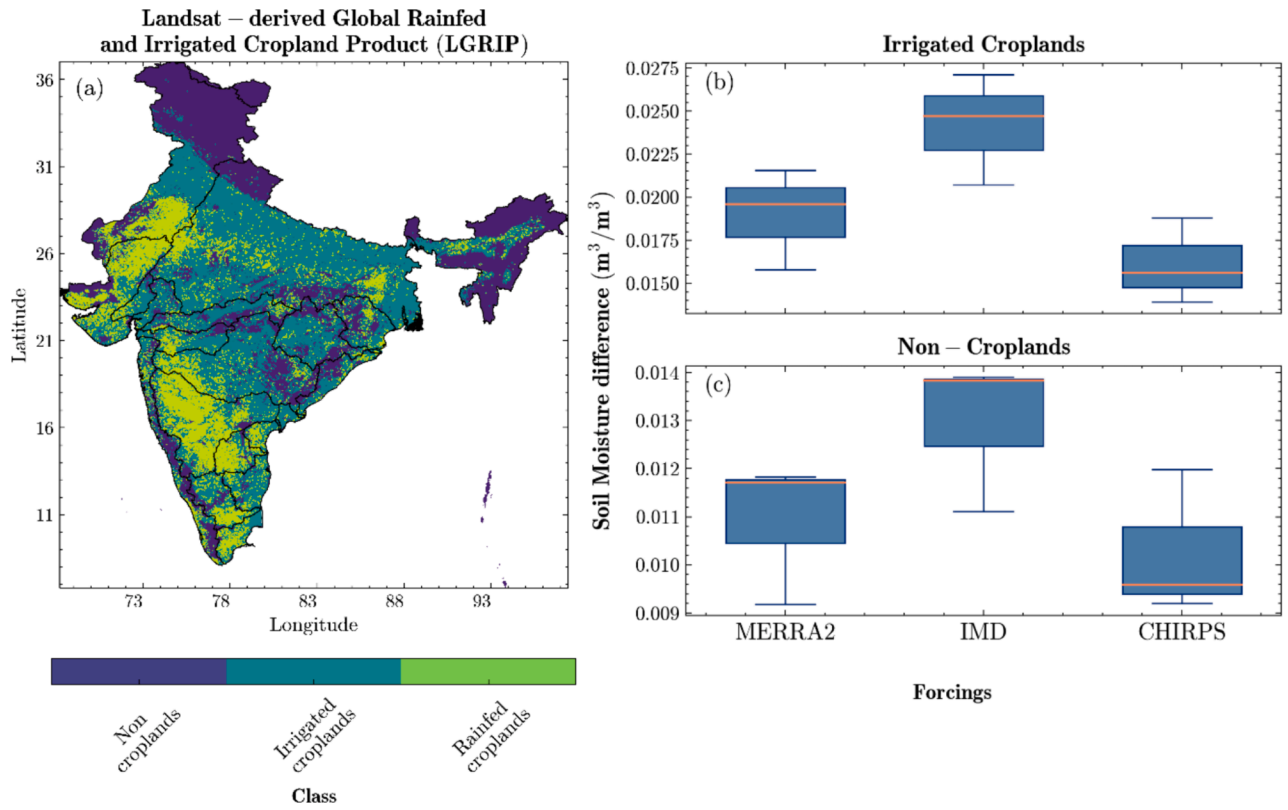 Landsat – derived Global Rainfed
and Irrigated Cropland Product (LGRIP)
(a)
36
31
26
21
16
11
Latitude
73 78 83 88 93
Longitude
Non
croplands
Irrigated
croplands
Rainfed
croplands
Class
Irrigated Croplands
(b)
0.0275
0.0250
0.0225
0.0200
0.0175
0.0150
Soil Moisture difference (m³/m³)
Non – Croplands
(c)
0.014
0.013
0.012
0.011
0.010
0.009
MERRA2 IMD CHIRPS
Forcings